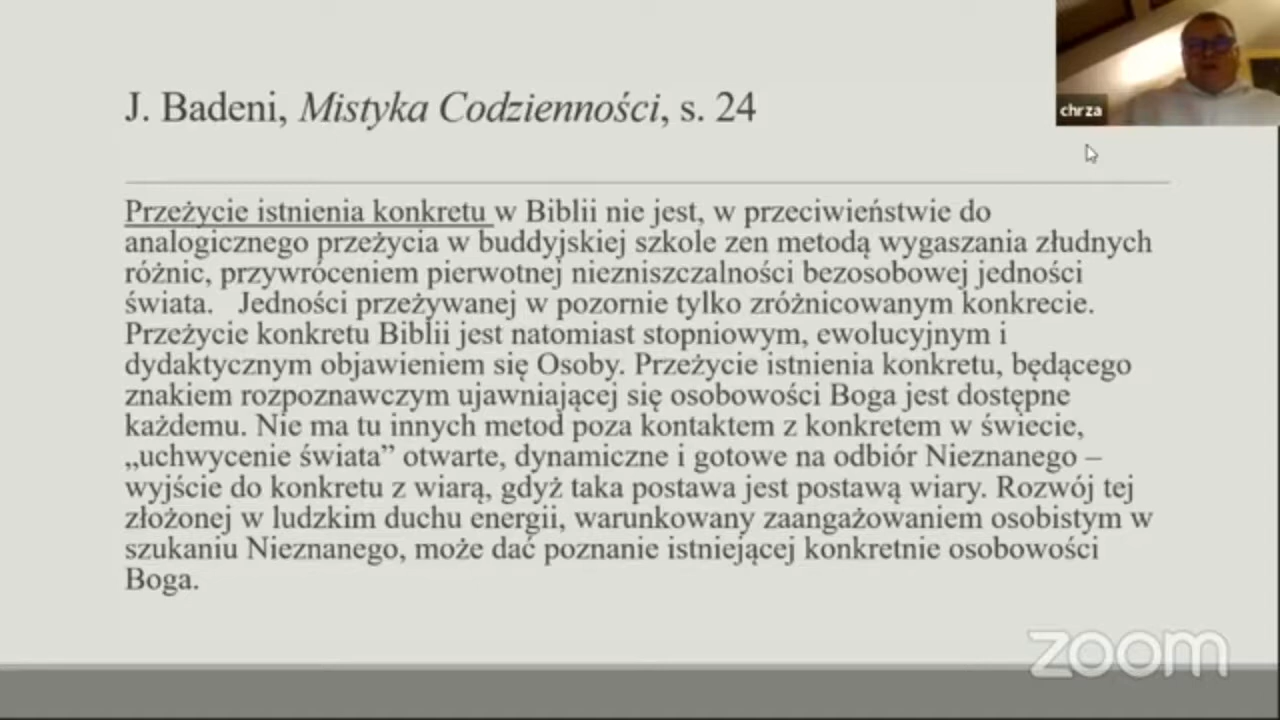 J. Badeni, Mistyka Codzienności, s. 24
chrza
Przeżycie istnienia konkretu w Biblii nie jest, w przeciwieństwie do
analogicznego przeżycia w buddyjskiej szkole zen metodą wygaszania złudnych
różnic, przywróceniem pierwotnej niezniszczalności bezosobowej jedności
świata.   Jedności przeżywanej w pozornie tylko zróżnicowanym konkrecie.
Przeżycie konkretu Biblii jest natomiast stopniowym, ewolucyjnym i
dydaktycznym objawieniem się Osoby. Przeżycie istnienia konkretu, będącego
znakiem rozpoznawczym ujawniającej się osobowości Boga jest dostępne
każdemu. Nie ma tu innych metod poza kontaktem z konkretem w świecie,
„uchwycenie świata” otwarte, dynamiczne i gotowe na odbiór Nieznanego –
wyjście do konkretu z wiarą, gdyż taka postawa jest postawą wiary. Rozwój tej
złożonej w ludzkim duchu energii, warunkowany zaangażowaniem osobistym w
szukaniu Nieznanego, może dać poznanie istniejącej konkretnie osobowości
Boga.
zoom